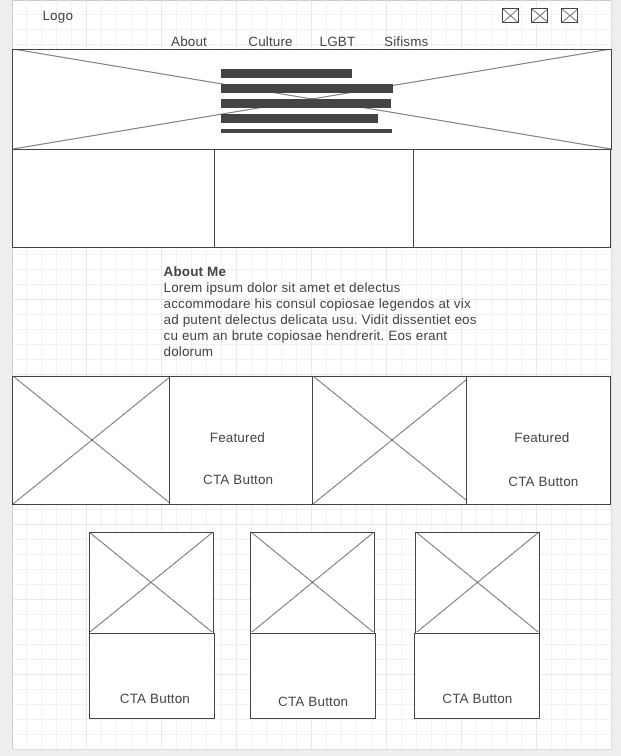 Logo
About Culture LGBT Sifisms
About Me
Lorem ipsum dolor sit amet et delectus
accommodare his consul copiosae legendos at vix
ad putent delectus delicata usu. Vidit dissentiet eos
cu eum an brute copiosae hendrerit. Eos erant
dolorum
Featured Featured
CTA Button CTA Button
CTA Button CTA Button CTA Button